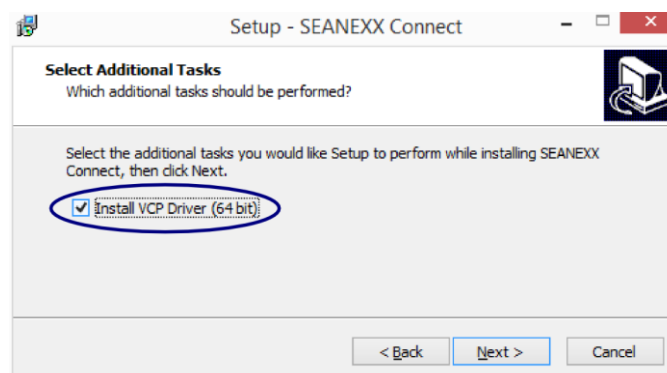 Setup - SEANEXX Connect
Select Additional Tasks
Which additional tasks should be performed?
Select the additional tasks you would like Setup to perform while installing SEANEXX
Connect, then click Next.
Install VCP Driver (64 bit)
< Back
Next >
Cancel